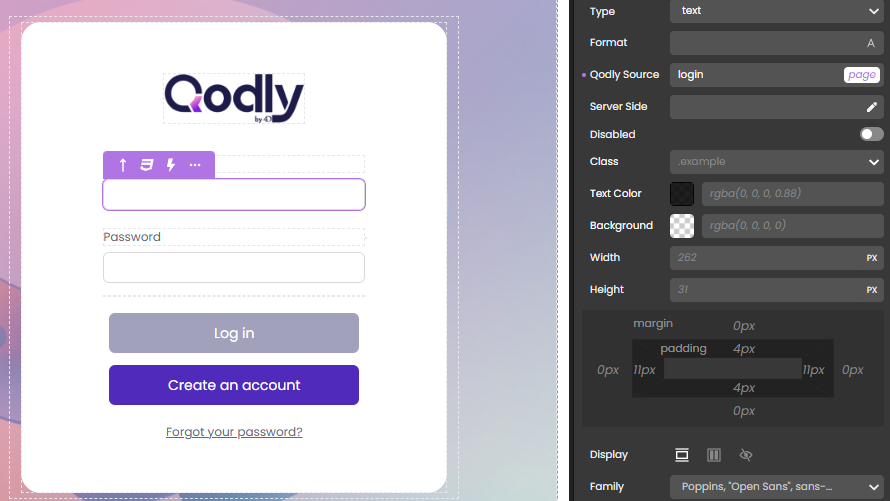 Qodly
by 4D
Password
Log in
Create an account
Forgot your password?
Type text
Format A
Qodly Source login page
Server Side
Disabled
Class .example
Text Color rgba(0, 0, 0, 0.88)
Background rgba(0, 0, 0, 0)
Width 262 PX
Height 31 PX
margin 0px
padding 4px
0px 11px 11px 0px
4px
0px
Display
Family Poppins, "Open Sans", sans-...